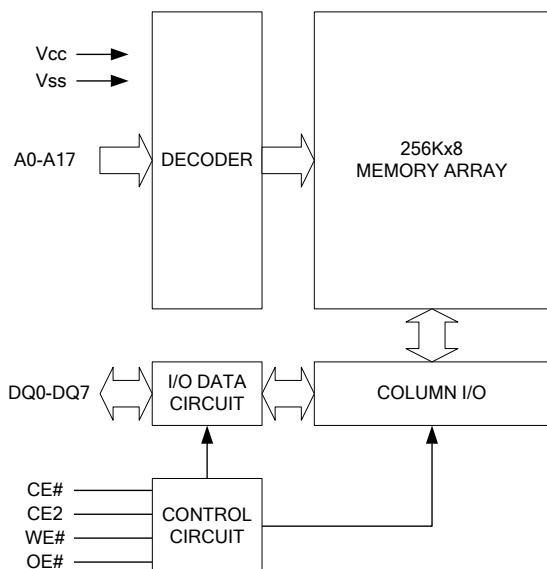 Vcc
Vss
A0-A17
DECODER
256Kx8
MEMORY ARRAY
DQ0-DQ7
I/O DATA
CIRCUIT
COLUMN I/O
CE#
CE2
WE#
OE#
CONTROL
CIRCUIT